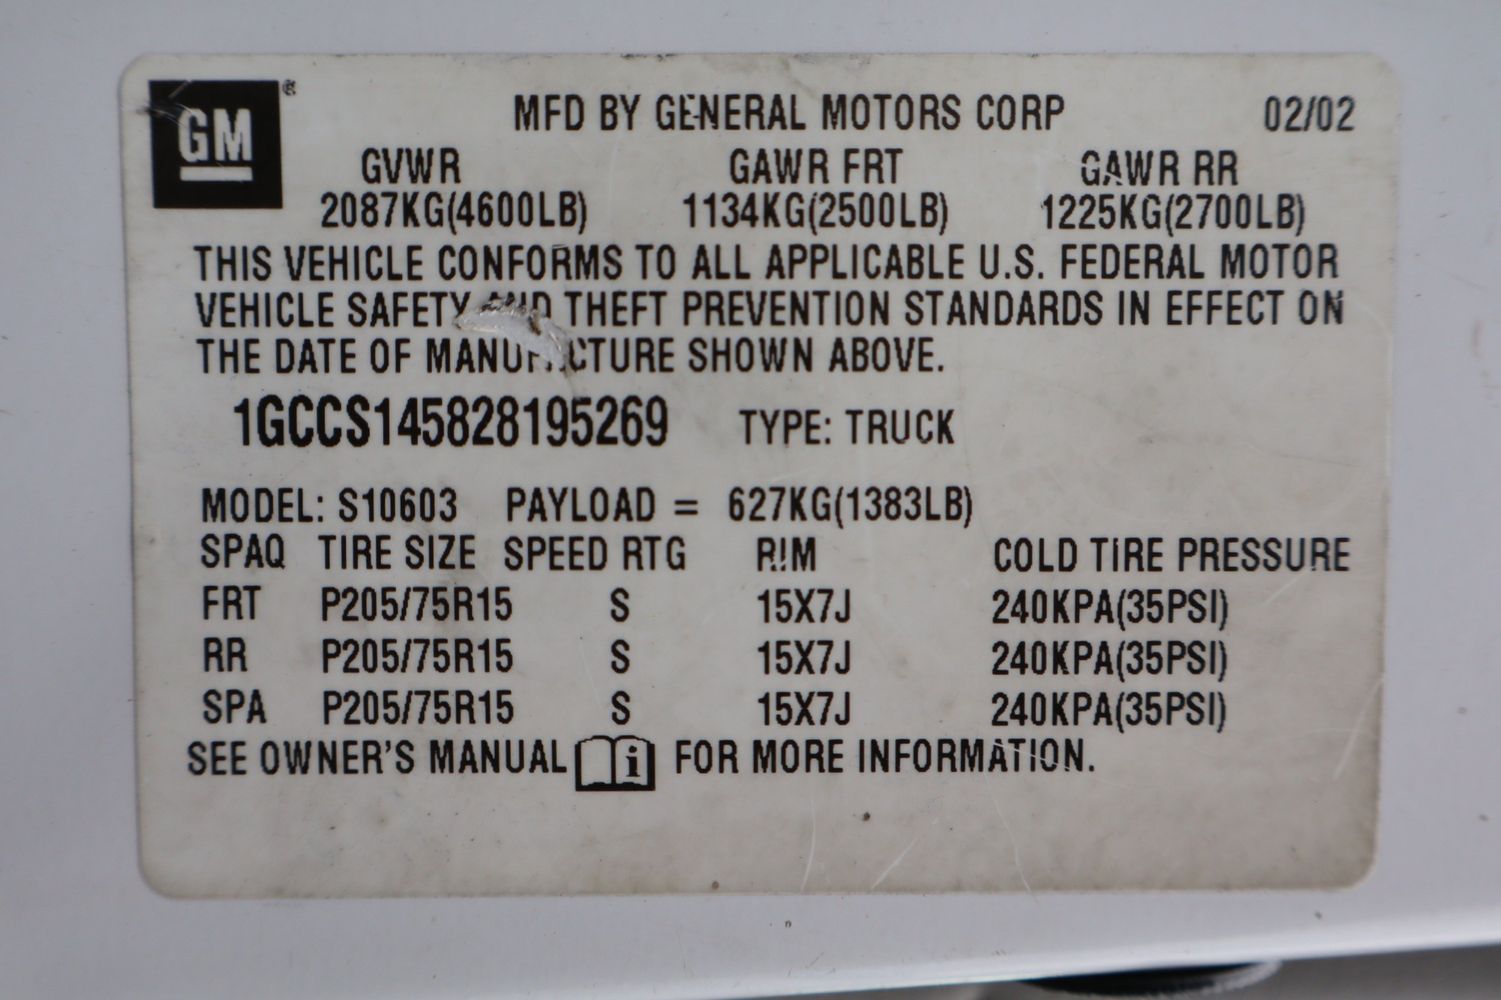 GM ®
MFD BY GENERAL MOTORS CORP 02/02
GVWR GAWR FRT GAWR RR
2087KG(4600LB) 1134KG(2500LB) 1225KG(2700LB)
THIS VEHICLE CONFORMS TO ALL APPLICABLE U.S. FEDERAL MOTOR
VEHICLE SAFETY AND THEFT PREVENTION STANDARDS IN EFFECT ON
THE DATE OF MANUFACTURE SHOWN ABOVE.
1GCCS145828195269 TYPE: TRUCK
MODEL: S10603 PAYLOAD = 627KG(1383LB)
SPAQ TIRE SIZE SPEED RTG RIM COLD TIRE PRESSURE
FRT P205/75R15 S 15X7J 240KPA(35PSI)
RR P205/75R15 S 15X7J 240KPA(35PSI)
SPA P205/75R15 S 15X7J 240KPA(35PSI)
SEE OWNER'S MANUAL i FOR MORE INFORMATION.